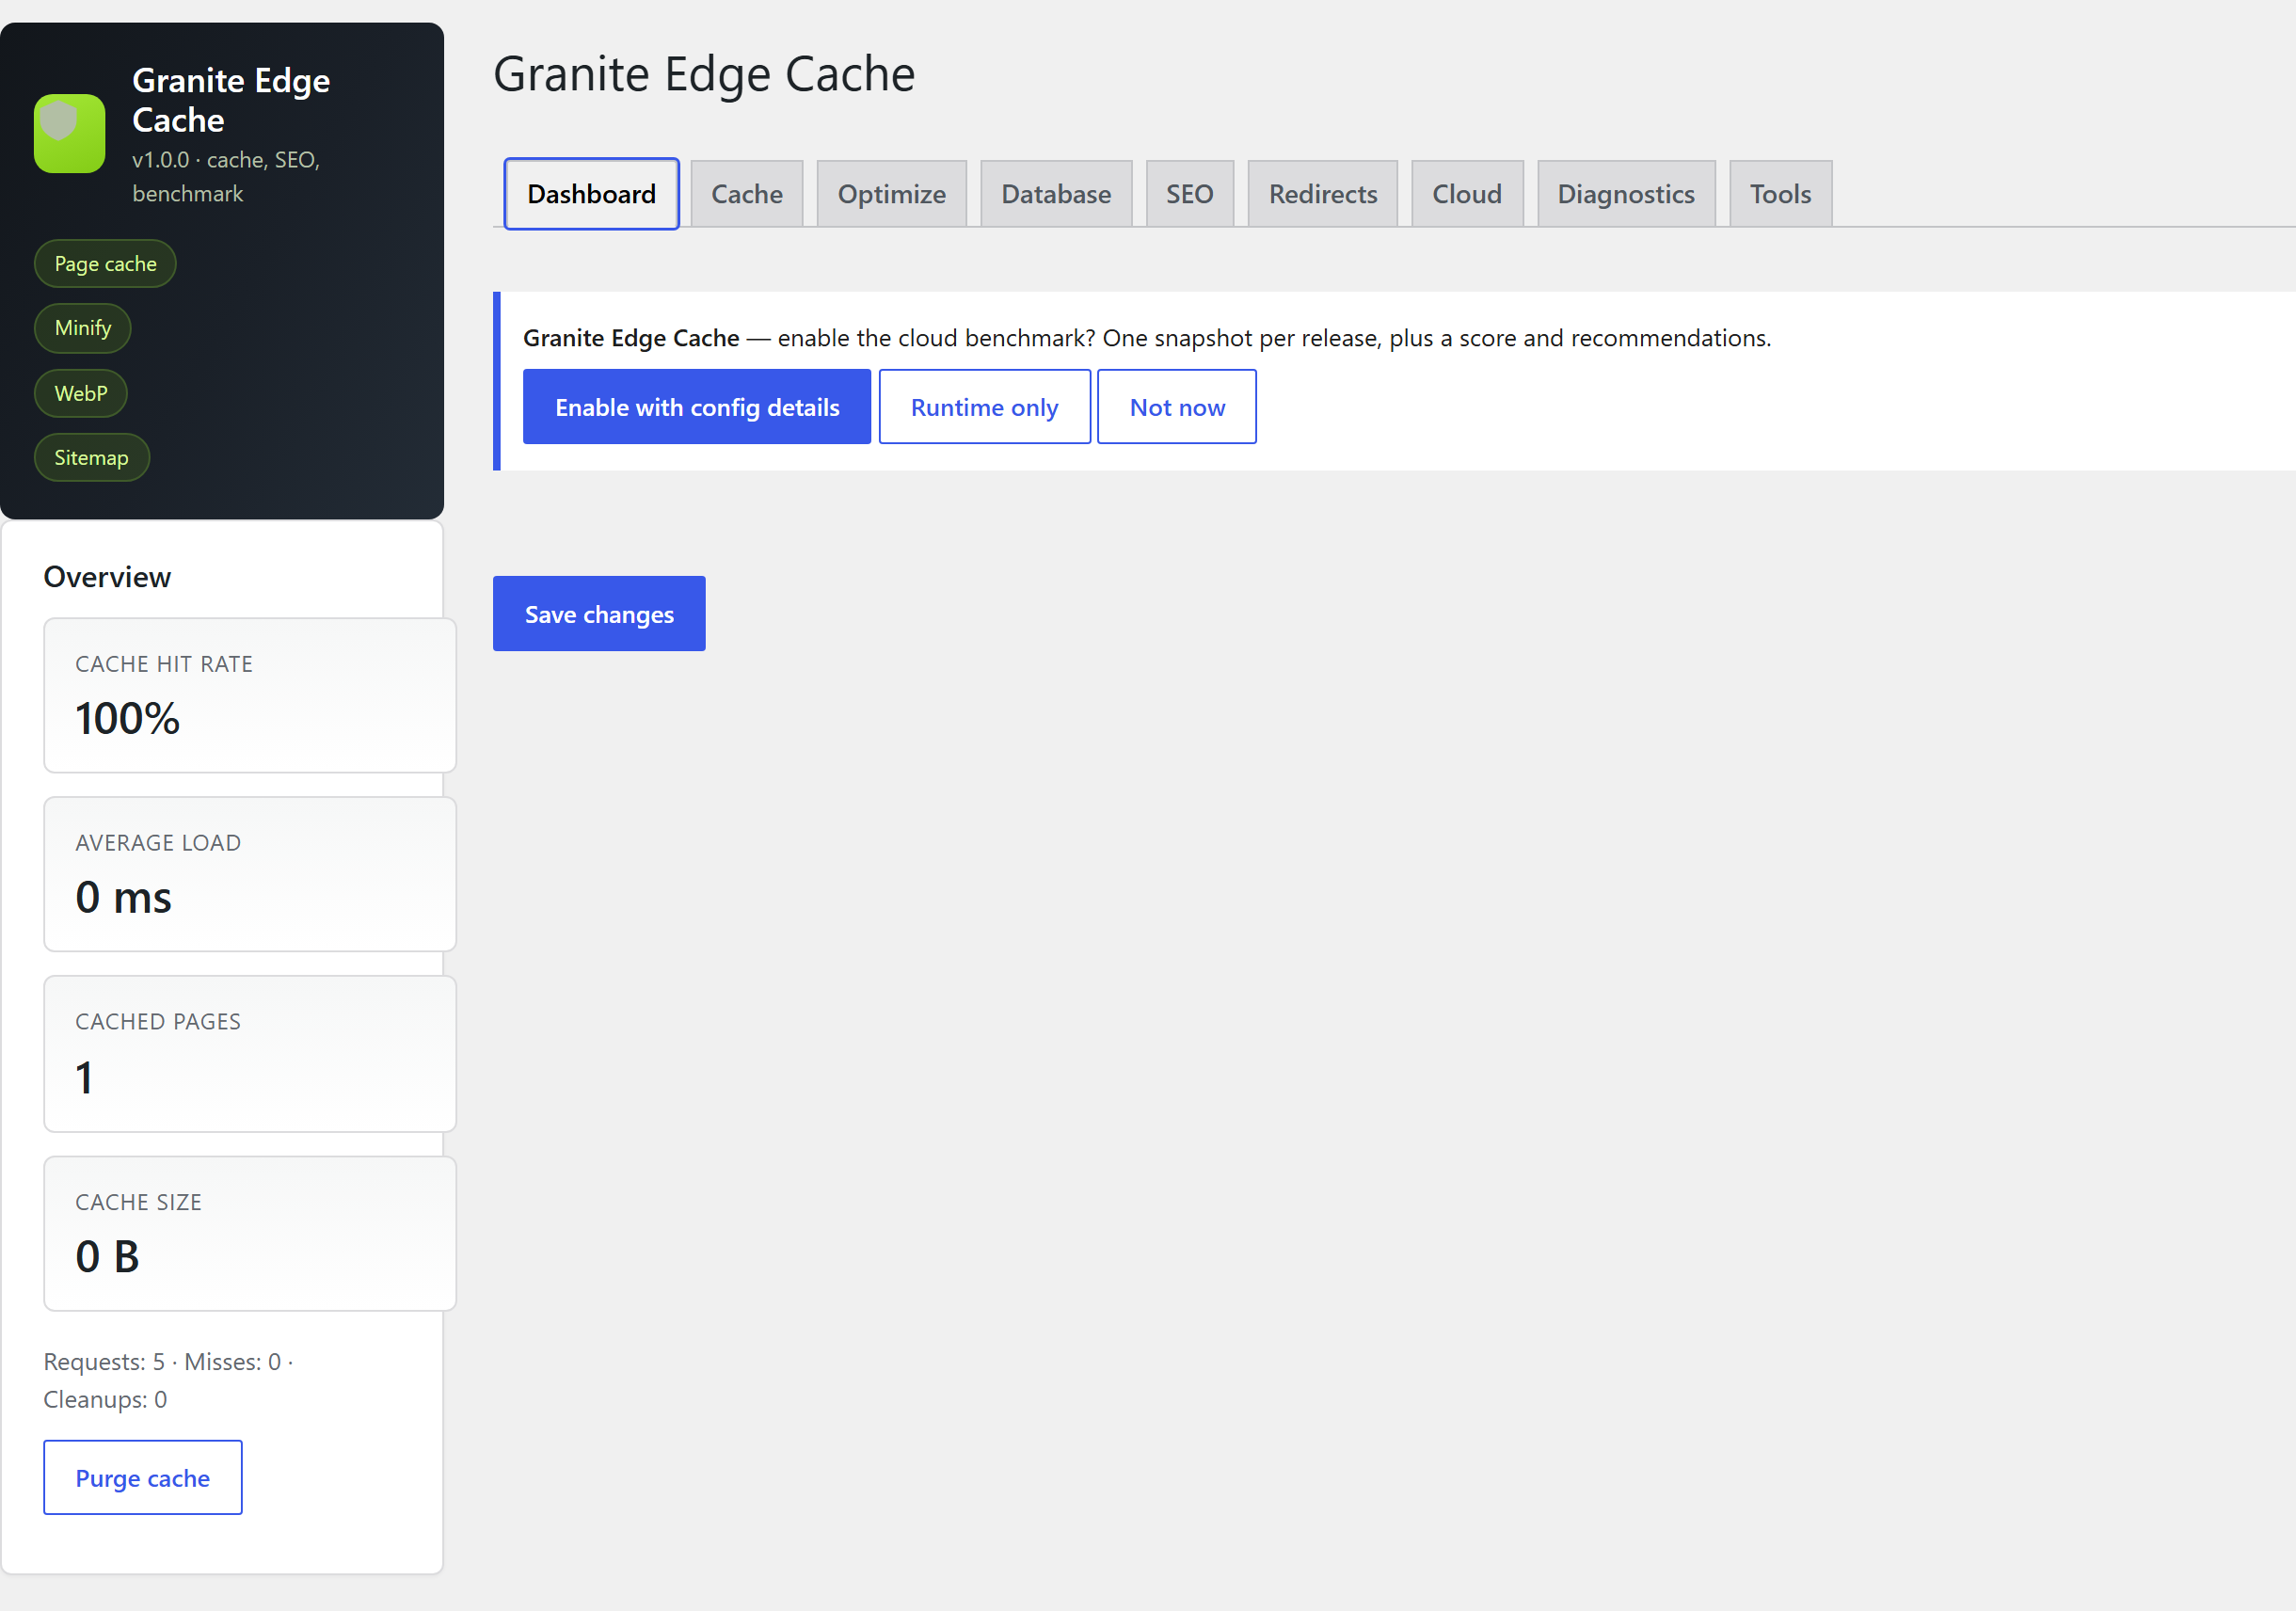 Granite Edge
Cache
v1.0.0 · cache, SEO,
benchmark
Page cache
Minify
WebP
Sitemap
Overview
CACHE HIT RATE
100%
AVERAGE LOAD
0 ms
CACHED PAGES
1
CACHE SIZE
0 B
Requests: 5 · Misses: 0 ·
Cleanups: 0
Purge cache
Granite Edge Cache
Dashboard Cache Optimize Database SEO Redirects Cloud Diagnostics Tools
Granite Edge Cache — enable the cloud benchmark? One snapshot per release, plus a score and recommendations.
Enable with config details Runtime only Not now
Save changes